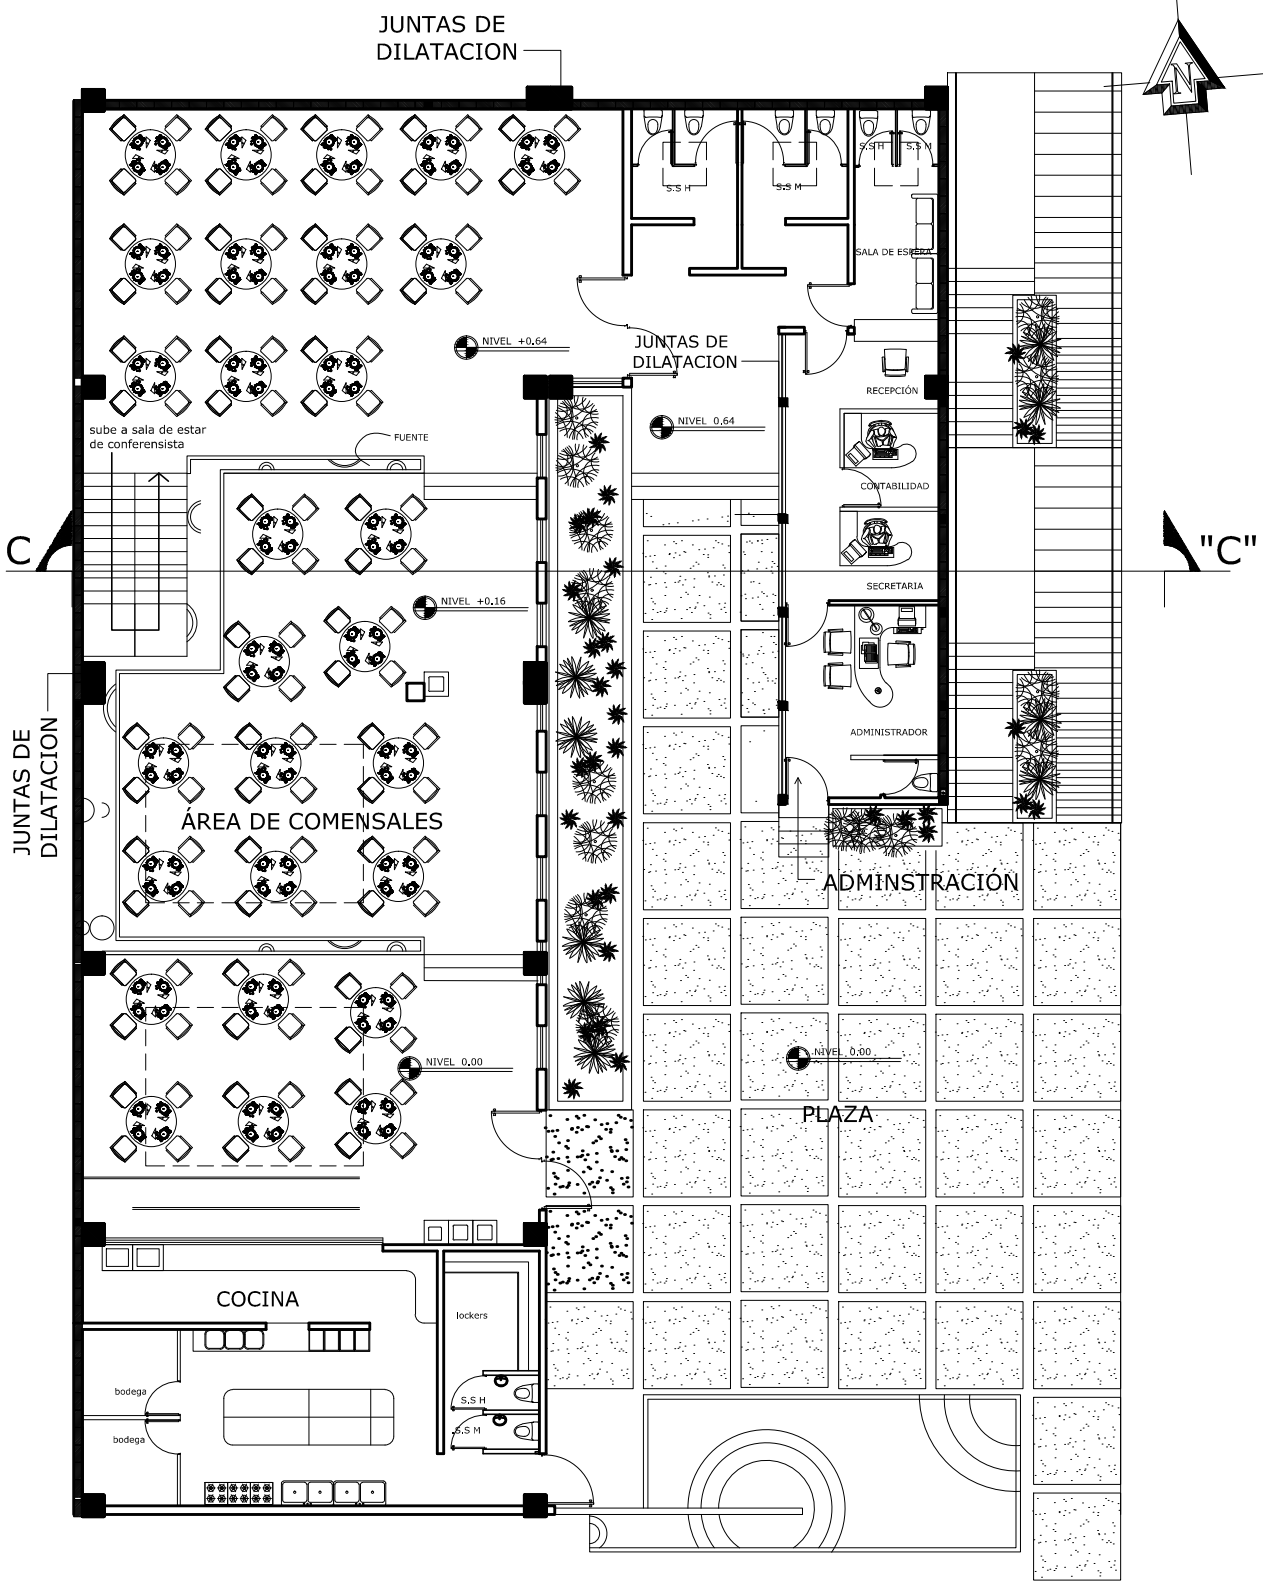 JUNTAS DE
DILATACION
N
S.S H
S.S M
S.S H
S.S M
SALA DE ESPERA
NIVEL +0.64
JUNTAS DE
DILATACION
RECEPCIÓN
NIVEL 0.64
sube a sala de estar
de conferensista
FUENTE
CONTABILIDAD
C
"C"
SECRETARIA
NIVEL +0.16
JUNTAS DE
DILATACION
ADMINISTRADOR
ÁREA DE COMENSALES
ADMINSTRACIÓN
NIVEL 0.00
NIVEL 0.00
PLAZA
COCINA
lockers
bodega
S.S H
S.S M
bodega